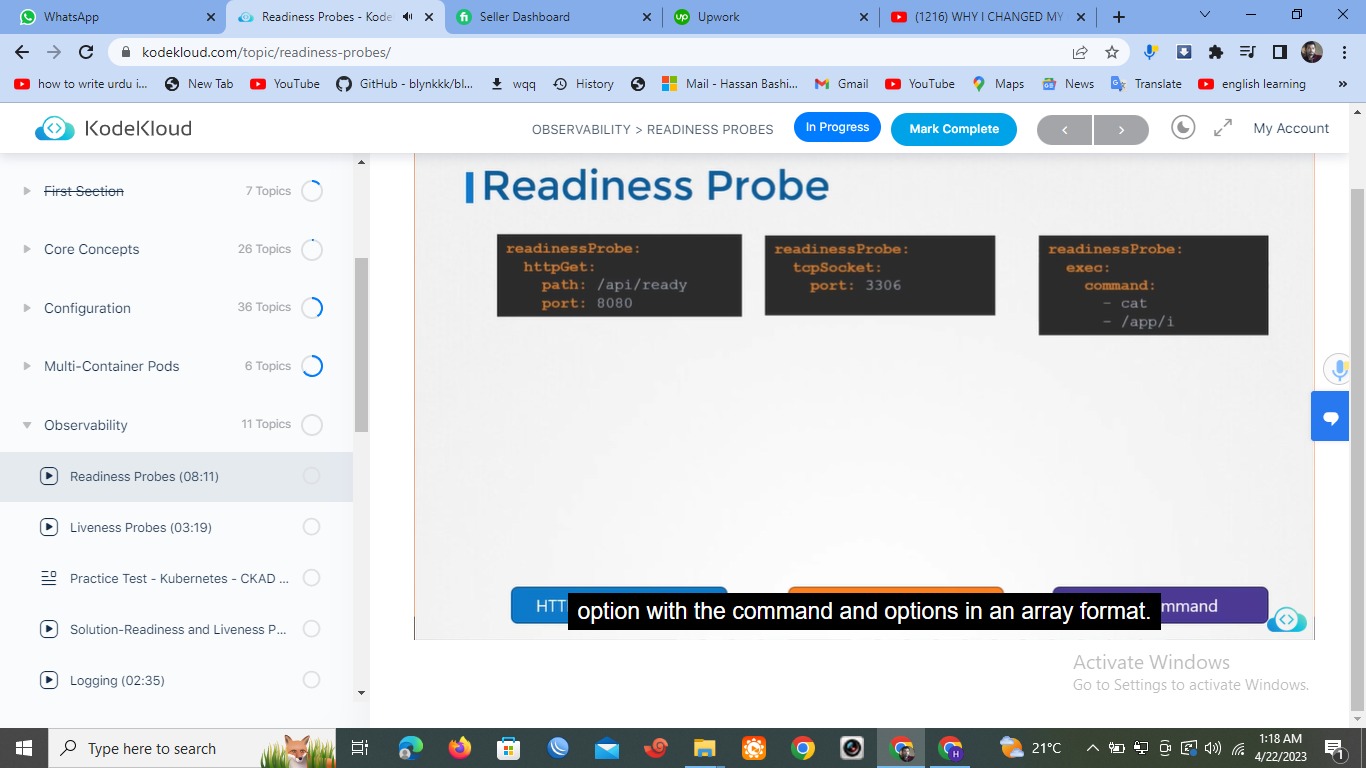 WhatsApp
Readiness Probes - Kode
Seller Dashboard
Upwork
(1216) WHY I CHANGED MY
kodekloud.com/topic/readiness-probes/
how to write urdu i...
New Tab
YouTube
GitHub - blynkkk/bl...
wqq
History
Mail - Hassan Bashi...
Gmail
YouTube
Maps
News
Translate
english learning
»
KodeKloud
OBSERVABILITY > READINESS PROBES
In Progress
Mark Complete
<
>
My Account
First Section
7 Topics
Core Concepts
26 Topics
Configuration
36 Topics
Multi-Container Pods
6 Topics
Observability
11 Topics
Readiness Probes (08:11)
Liveness Probes (03:19)
Practice Test - Kubernetes - CKAD ...
Solution-Readiness and Liveness P...
Logging (02:35)
Readiness Probe
readinessProbe:
httpGet:
path: /api/ready
port: 8080
readinessProbe:
tcpSocket:
port: 3306
readinessProbe:
exec:
command:
- cat
- /app/i
HTT
mmand
option with the command and options in an array format.
Activate Windows
Go to Settings to activate Windows.
Type here to search
H
21°C
1:18 AM
4/22/2023
1